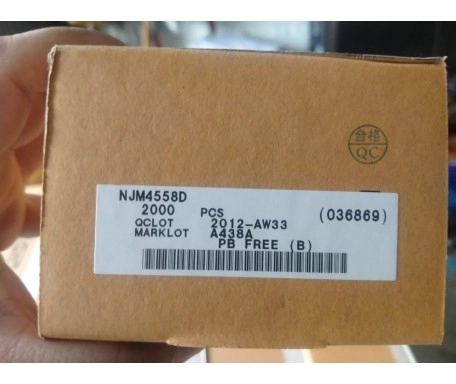 合格
QC
NJM4558D
2000 PCS (036869)
QCLOT 2012-AW33
MARKLOT A438A
PB FREE (B)